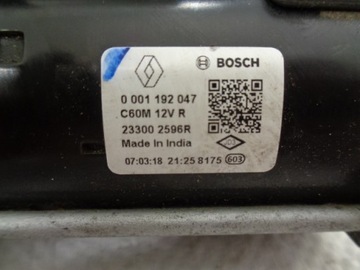 BOSCH
0 001 192 047
C60M 12V R
23300 2596R
Made in India
07:03:18 21:25 8175 603